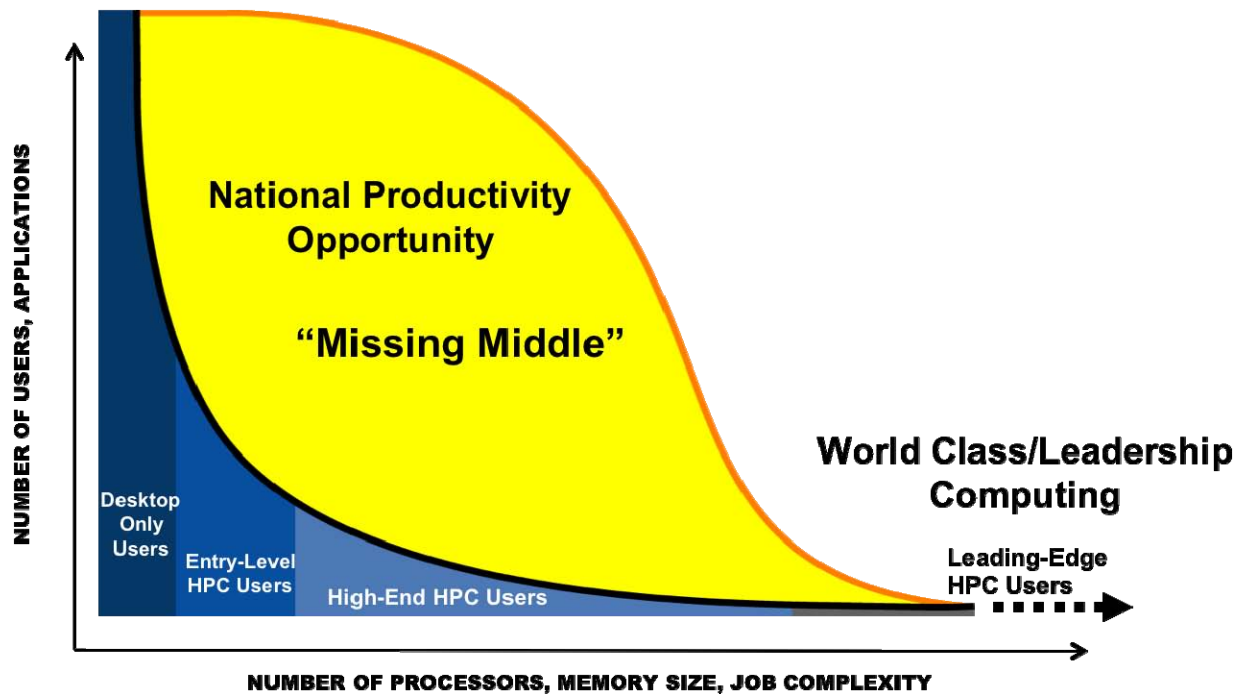 NUMBER OF USERS, APPLICATIONS
National Productivity
Opportunity
“Missing Middle”
World Class/Leadership
Computing
Desktop
Only
Users
Entry-Level
HPC Users
High-End HPC Users
Leading-Edge
HPC Users
NUMBER OF PROCESSORS, MEMORY SIZE, JOB COMPLEXITY